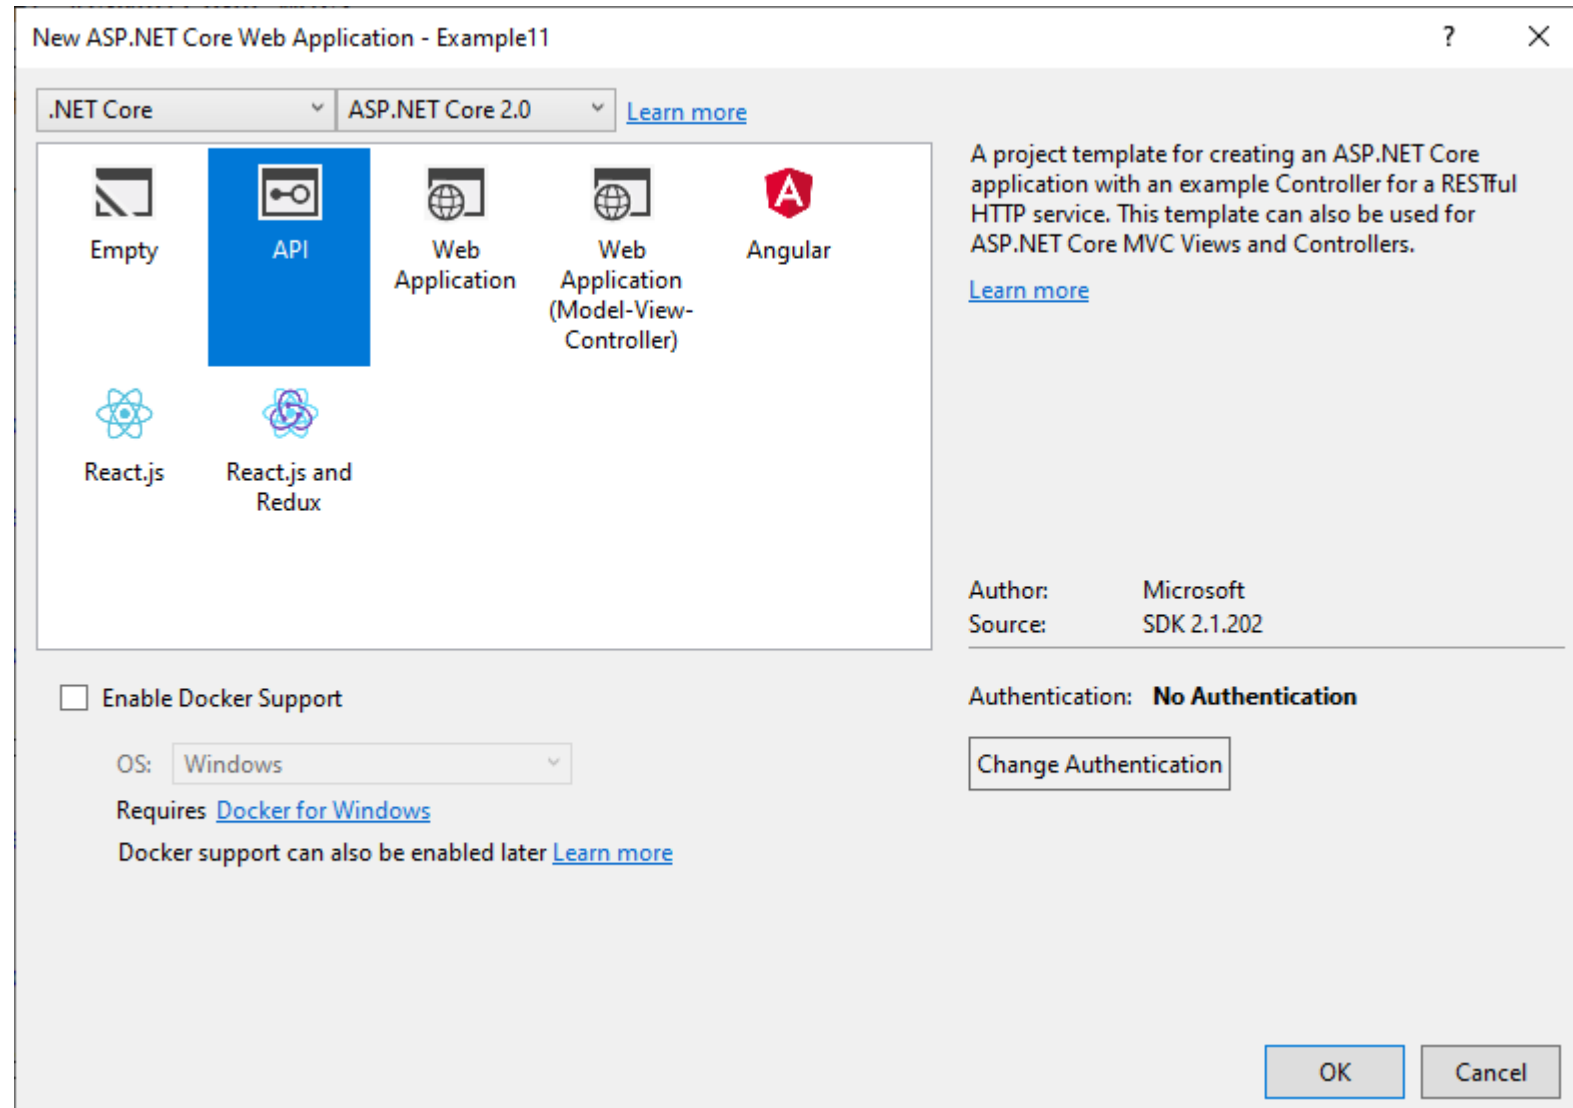 New ASP.NET Core Web Application - Example11
?
.NET Core
ASP.NET Core 2.0
Learn more
Empty
API
Web
Application
Web
Application
(Model-View-
Controller)
Angular
React.js
React.js and
Redux
A project template for creating an ASP.NET Core
application with an example Controller for a RESTful
HTTP service. This template can also be used for
ASP.NET Core MVC Views and Controllers.
Learn more
Author: Microsoft
Source: SDK 2.1.202
Enable Docker Support
OS: Windows
Requires Docker for Windows
Docker support can also be enabled later Learn more
Authentication: No Authentication
Change Authentication
OK
Cancel